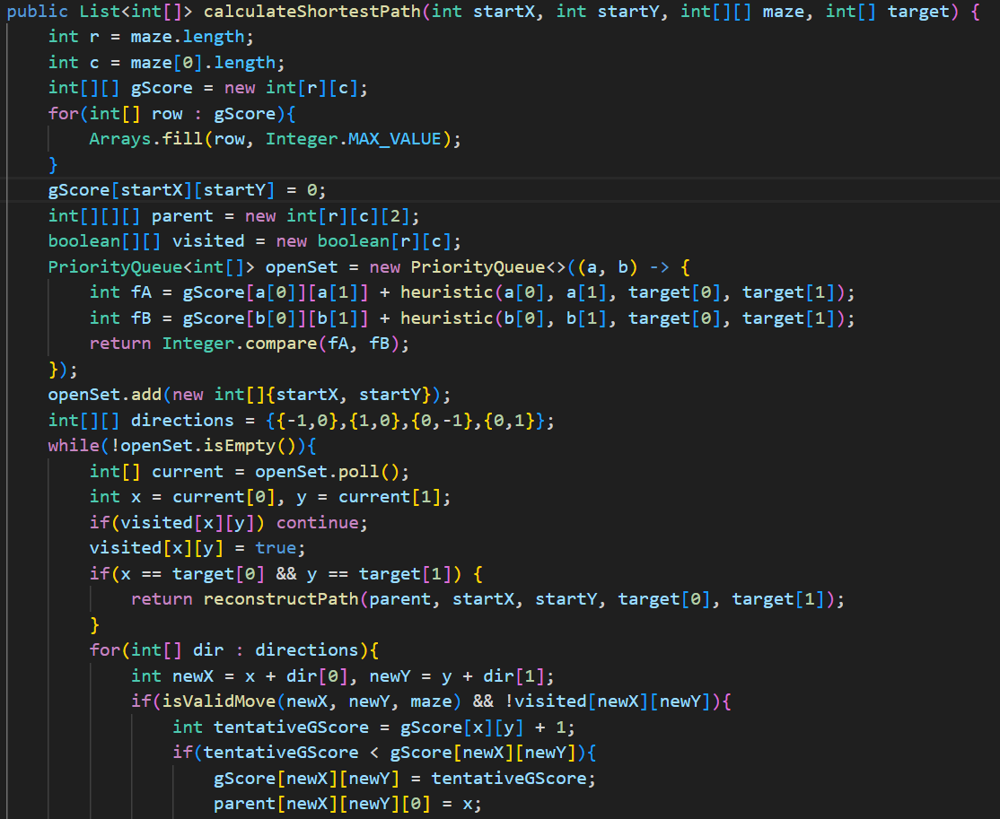 public List<int[]> calculateShortestPath(int startX, int startY, int[][] maze, int[] target) {
    int r = maze.length;
    int c = maze[0].length;
    int[][] gScore = new int[r][c];
    for(int[] row : gScore){
        Arrays.fill(row, Integer.MAX_VALUE);
    }
    gScore[startX][startY] = 0;
    int[][][] parent = new int[r][c][2];
    boolean[][] visited = new boolean[r][c];
    PriorityQueue<int[]> openSet = new PriorityQueue<>((a, b) -> {
        int fA = gScore[a[0]][a[1]] + heuristic(a[0], a[1], target[0], target[1]);
        int fB = gScore[b[0]][b[1]] + heuristic(b[0], b[1], target[0], target[1]);
        return Integer.compare(fA, fB);
    });
    openSet.add(new int[]{startX, startY});
    int[][] directions = {{-1,0},{1,0},{0,-1},{0,1}};
    while(!openSet.isEmpty()){
        int[] current = openSet.poll();
        int x = current[0], y = current[1];
        if(visited[x][y]) continue;
        visited[x][y] = true;
        if(x == target[0] && y == target[1]) {
            return reconstructPath(parent, startX, startY, target[0], target[1]);
        }
        for(int[] dir : directions){
            int newX = x + dir[0], newY = y + dir[1];
            if(isValidMove(newX, newY, maze) && !visited[newX][newY]){
                int tentativeGScore = gScore[x][y] + 1;
                if(tentativeGScore < gScore[newX][newY]){
                    gScore[newX][newY] = tentativeGScore;
                    parent[newX][newY][0] = x;